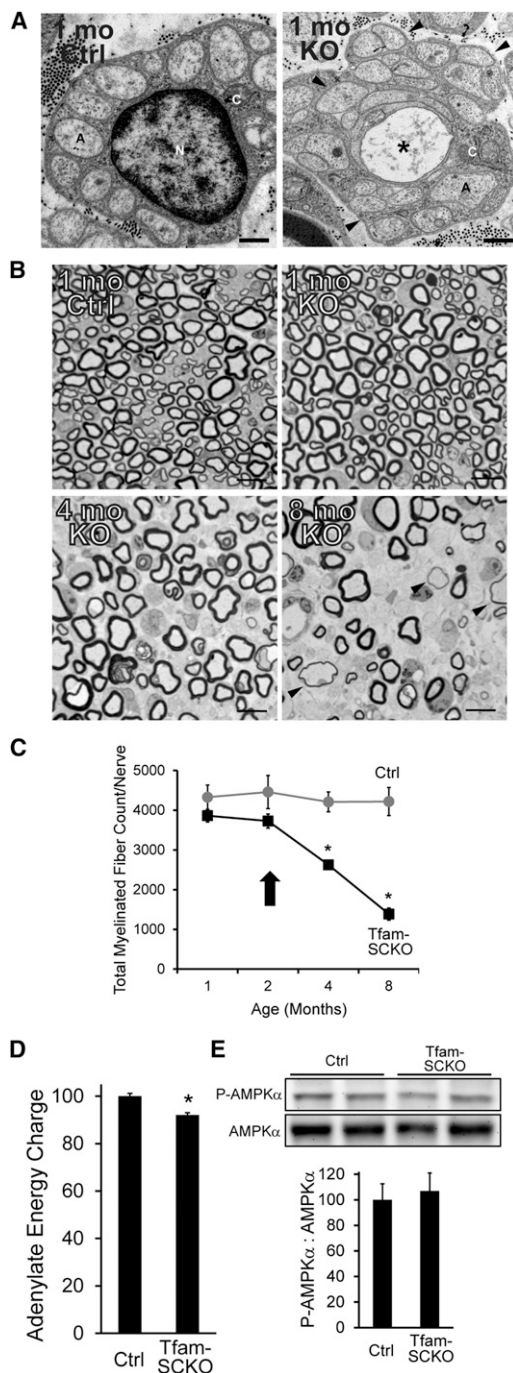 A
1 mo
Ctrl
A
N
C
1 mo
KO
*
C
A
B
1 mo
Ctrl
1 mo
KO
4 mo
KO
8 mo
KO
C
Total Myelinated Fiber Count/Nerve
5000
4000
3000
2000
1000
0
Ctrl
*
*
Tfam-
SCKO
1 2 4 8
Age (Months)
D
Adenylate Energy Charge
100
80
60
40
20
0
*
Ctrl Tfam-
SCKO
E
Ctrl Tfam-
SCKO
P-AMPKα
AMPKα
P-AMPKα : AMPKα
120
100
80
60
40
20
0
Ctrl Tfam-
SCKO